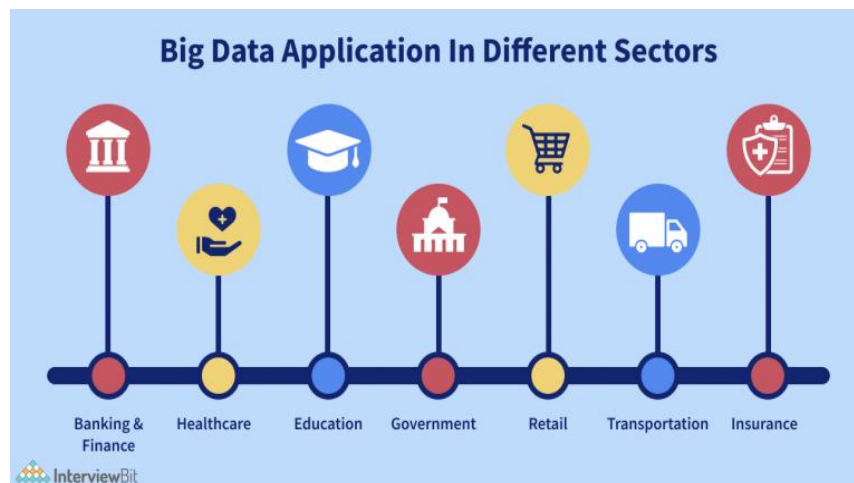 Big Data Application In Different Sectors
Banking &
Finance
Healthcare
Education
Government
Retail
Transportation
Insurance
InterviewBit